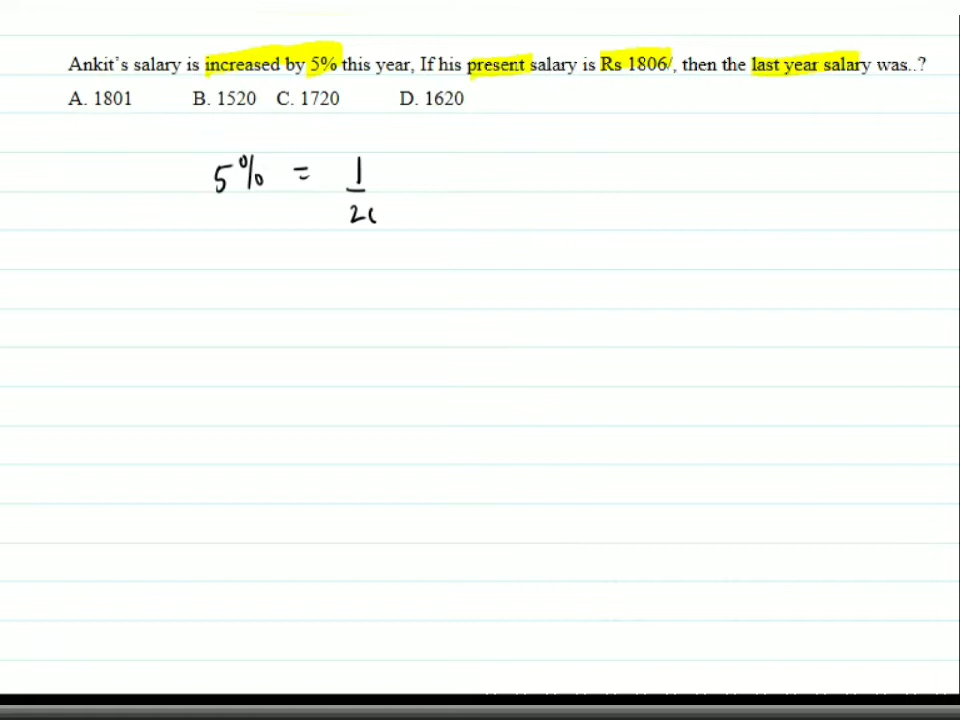 Ankit's salary is increased by 5% this year, If his present salary is Rs 1806/, then the last year salary was..?
A. 1801 B. 1520 C. 1720 D. 1620
5% = 1
20